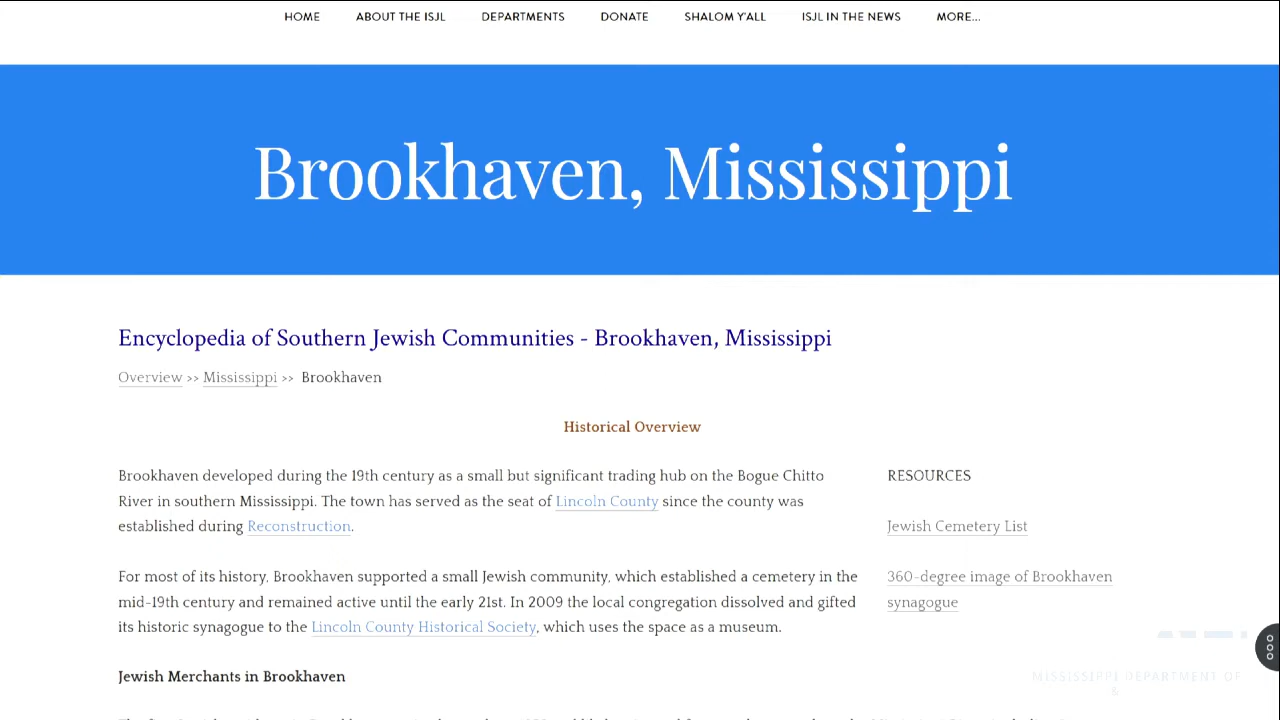 HOME ABOUT THE ISJL DEPARTMENTS DONATE SHALOM Y'ALL ISJL IN THE NEWS MORE...
Brookhaven, Mississippi
Encyclopedia of Southern Jewish Communities - Brookhaven, Mississippi
Overview >> Mississippi >> Brookhaven
Historical Overview
Brookhaven developed during the 19th century as a small but significant trading hub on the Bogue Chitto
River in southern Mississippi. The town has served as the seat of Lincoln County since the county was
established during Reconstruction.
For most of its history, Brookhaven supported a small Jewish community, which established a cemetery in the
mid-19th century and remained active until the early 21st. In 2009 the local congregation dissolved and gifted
its historic synagogue to the Lincoln County Historical Society, which uses the space as a museum.
Jewish Merchants in Brookhaven
RESOURCES
Jewish Cemetery List
360-degree image of Brookhaven
synagogue
MISSISSIPPI DEPARTMENT OF
&